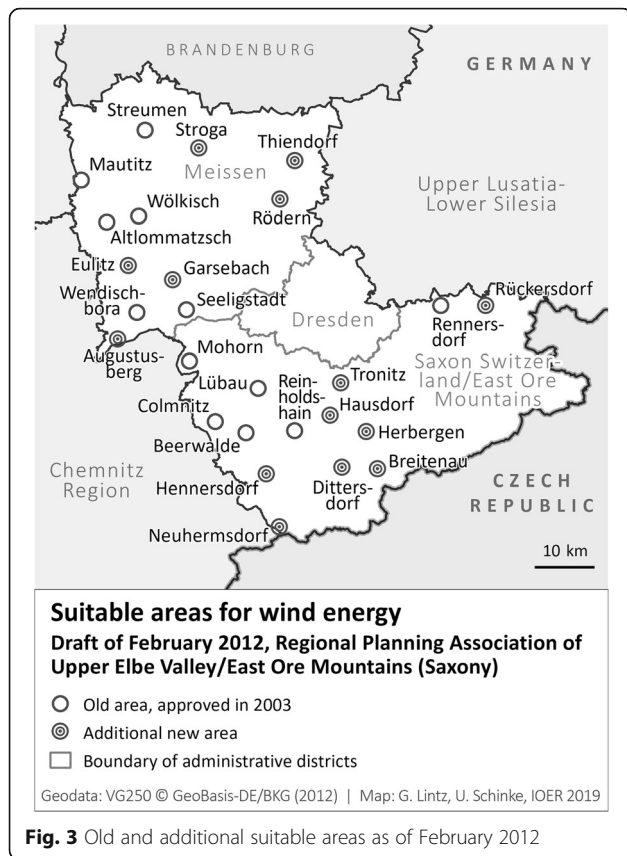 BRANDENBURG
GERMANY
Streumen
Stroga
Thiendorf
Mautitz
Meissen
Upper Lusatia-
Lower Silesia
Wölkisch
Rödern
Altlommatzsch
Eulitz
Garsebach
Wendisch-
bora
Seeligstadt
Rückersdorf
Dresden
Renners-
dorf
Augustus-
berg
Mohorn
Saxon Switzer-
land/East Ore
Mountains
Tronitz
Lübau
Rein-
holds-
hain
Hausdorf
Colmnitz
Herbergen
Beerwalde
Breitenau
Chemnitz
Region
Hennersdorf
Ditters-
dorf
CZECH
REPUBLIC
Neuhermsdorf
10 km
Suitable areas for wind energy
Draft of February 2012, Regional Planning Association of
Upper Elbe Valley/East Ore Mountains (Saxony)
Old area, approved in 2003
Additional new area
Boundary of administrative districts
Geodata: VG250 © GeoBasis-DE/BKG (2012) | Map: G. Lintz, U. Schinke, IOER 2019
Fig. 3 Old and additional suitable areas as of February 2012